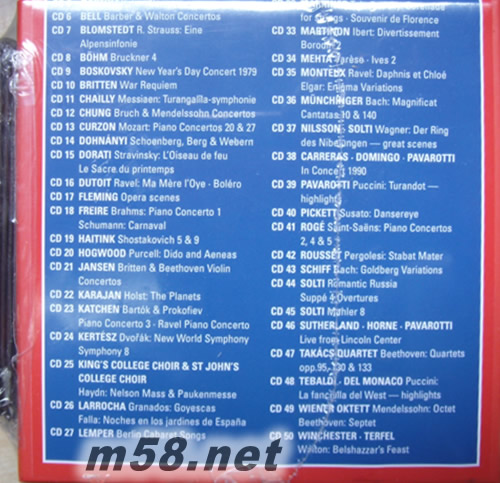 CD 6 BELL Barber & Walton Concertos
CD 7 BLOMSTEDT R. Strauss: Eine
Alpensinfonie
CD 8 BÖHM Bruckner 4
CD 9 BOSKOVSKY New Year's Day Concert 1979
CD 10 BRITTEN War Requiem
CD 11 CHAILLY Messiaen: Turangalîla-symphonie
CD 12 CHUNG Bruch & Mendelssohn Concertos
CD 13 CURZON Mozart: Piano Concertos 20 & 27
CD 14 DOHNÁNYI Schoenberg, Berg & Webern
CD 15 DORATI Stravinsky: L'Oiseau de feu
Le Sacre du printemps
CD 16 DUTOIT Ravel: Ma Mère l'Oye · Boléro
CD 17 FLEMING Opera scenes
CD 18 FREIRE Brahms: Piano Concerto 1
Schumann: Carnaval
CD 19 HAITINK Shostakovich 5 & 9
CD 20 HOGWOOD Purcell: Dido and Aeneas
CD 21 JANSEN Britten & Beethoven Violin
Concertos
CD 22 KARAJAN Holst: The Planets
CD 23 KATCHEN Bartók & Prokofiev
Piano Concerto 3 · Ravel Piano Concerto
CD 24 KERTÉSZ Dvořák: New World Symphony
Symphony 8
CD 25 KING'S COLLEGE CHOIR & ST JOHN'S
COLLEGE CHOIR
Haydn: Nelson Mass & Paukenmesse
CD 26 LARROCHA Granados: Goyescas
Falla: Noches en los jardines de España
CD 27 LEMPER Berlin Cabaret Songs
for Strings · Souvenir de Florence
CD 33 MARTINON Ibert: Divertissement
Borodin 2
CD 34 MEHTA Varèse · Ives 2
CD 35 MONTEUX Ravel: Daphnis et Chloé
Elgar: Enigma Variations
CD 36 MÜNCHINGER Bach: Magnificat
Cantatas 10 & 140
CD 37 NILSSON · SOLTI Wagner: Der Ring
des Nibelungen — great scenes
CD 38 CARRERAS · DOMINGO · PAVAROTTI
In Concert 1990
CD 39 PAVAROTTI Puccini: Turandot —
highlights
CD 40 PICKETT Susato: Dansereye
CD 41 ROGÉ Saint-Saëns: Piano Concertos
2, 4 & 5
CD 42 ROUSSET Pergolesi: Stabat Mater
CD 43 SCHIFF Bach: Goldberg Variations
CD 44 SOLTI Romantic Russia
Suppé 4 Overtures
CD 45 SOLTI Mahler 8
CD 46 SUTHERLAND · HORNE · PAVAROTTI
Live from Lincoln Center
CD 47 TAKÁCS QUARTET Beethoven: Quartets
opp.95, 130 & 133
CD 48 TEBALDI · DEL MONACO Puccini:
La fanciulla del West — highlights
CD 49 WIENER OKTETT Mendelssohn: Octet
Beethoven: Septet
CD 50 WINCHESTER · TERFEL
Walton: Belshazzar's Feast
m58.net